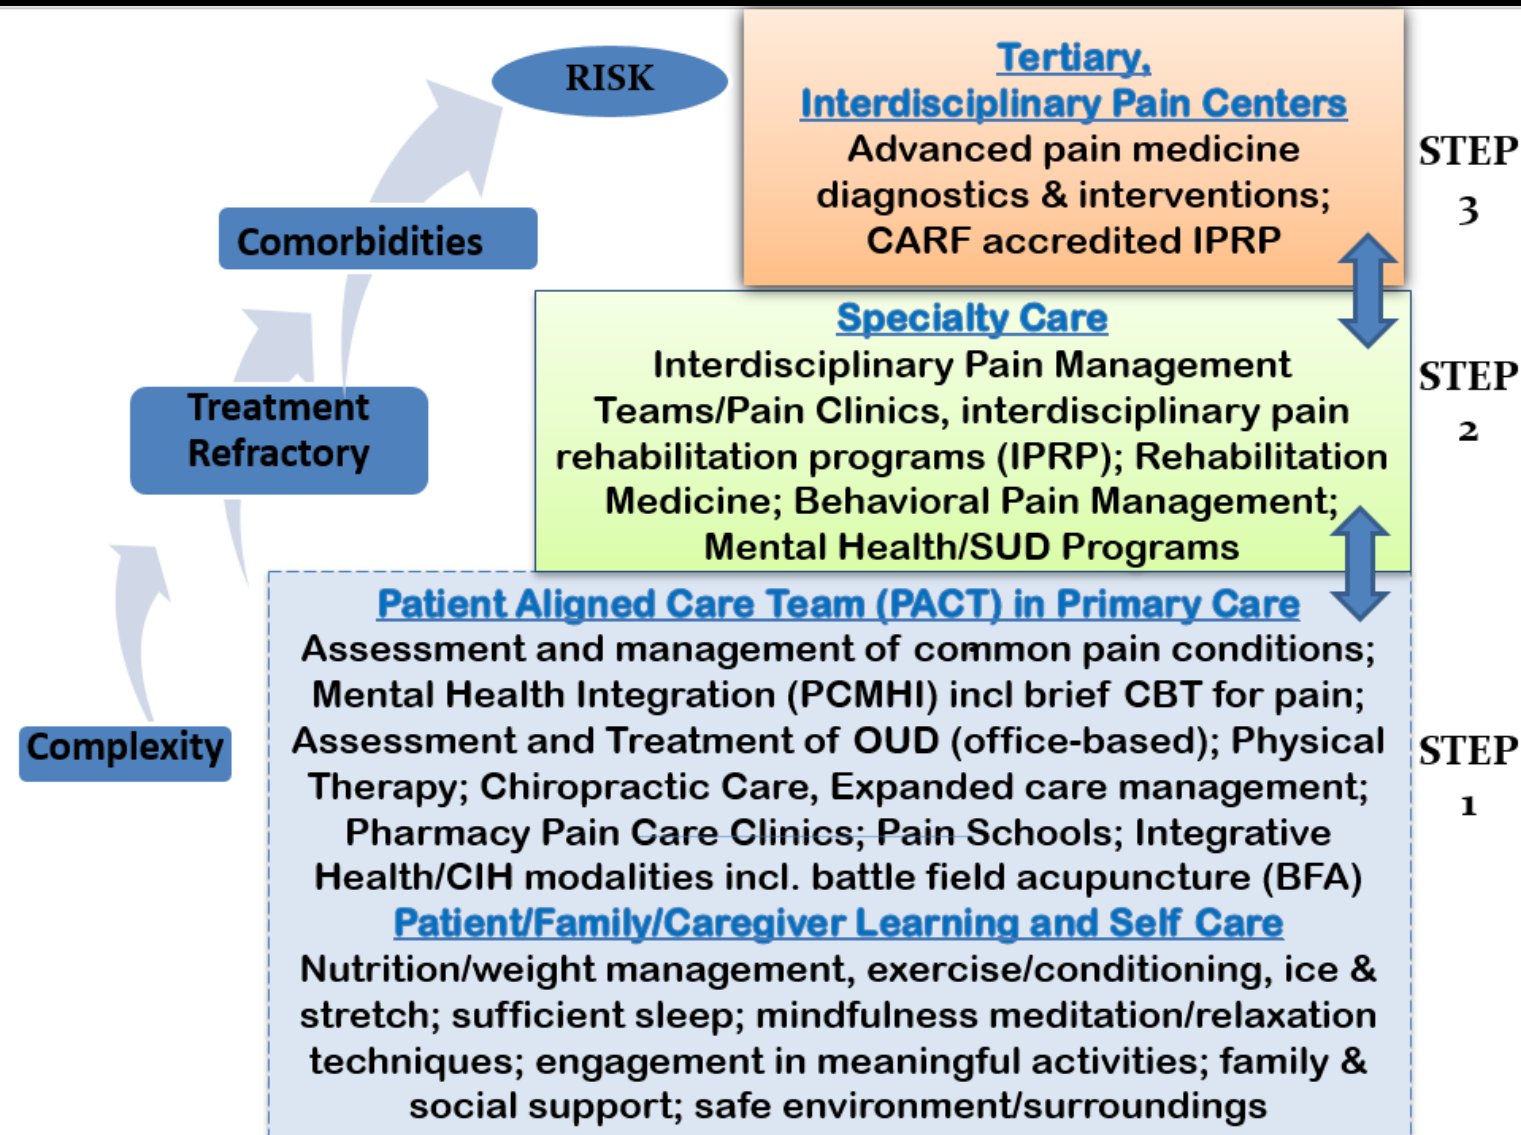 RISK
Tertiary,
Interdisciplinary Pain Centers
Advanced pain medicine
diagnostics & interventions;
CARF accredited IPRP
STEP
3
Comorbidities
Specialty Care
Interdisciplinary Pain Management
Teams/Pain Clinics, interdisciplinary pain
rehabilitation programs (IPRP); Rehabilitation
Medicine; Behavioral Pain Management;
Mental Health/SUD Programs
STEP
2
Treatment
Refractory
Patient Aligned Care Team (PACT) in Primary Care
Assessment and management of common pain conditions;
Mental Health Integration (PCMHI) incl brief CBT for pain;
Assessment and Treatment of OUD (office-based); Physical
Therapy; Chiropractic Care, Expanded care management;
Pharmacy Pain Care Clinics; Pain Schools; Integrative
Health/CIH modalities incl. battle field acupuncture (BFA)
Complexity
STEP
1
Patient/Family/Caregiver Learning and Self Care
Nutrition/weight management, exercise/conditioning, ice &
stretch; sufficient sleep; mindfulness meditation/relaxation
techniques; engagement in meaningful activities; family &
social support; safe environment/surroundings